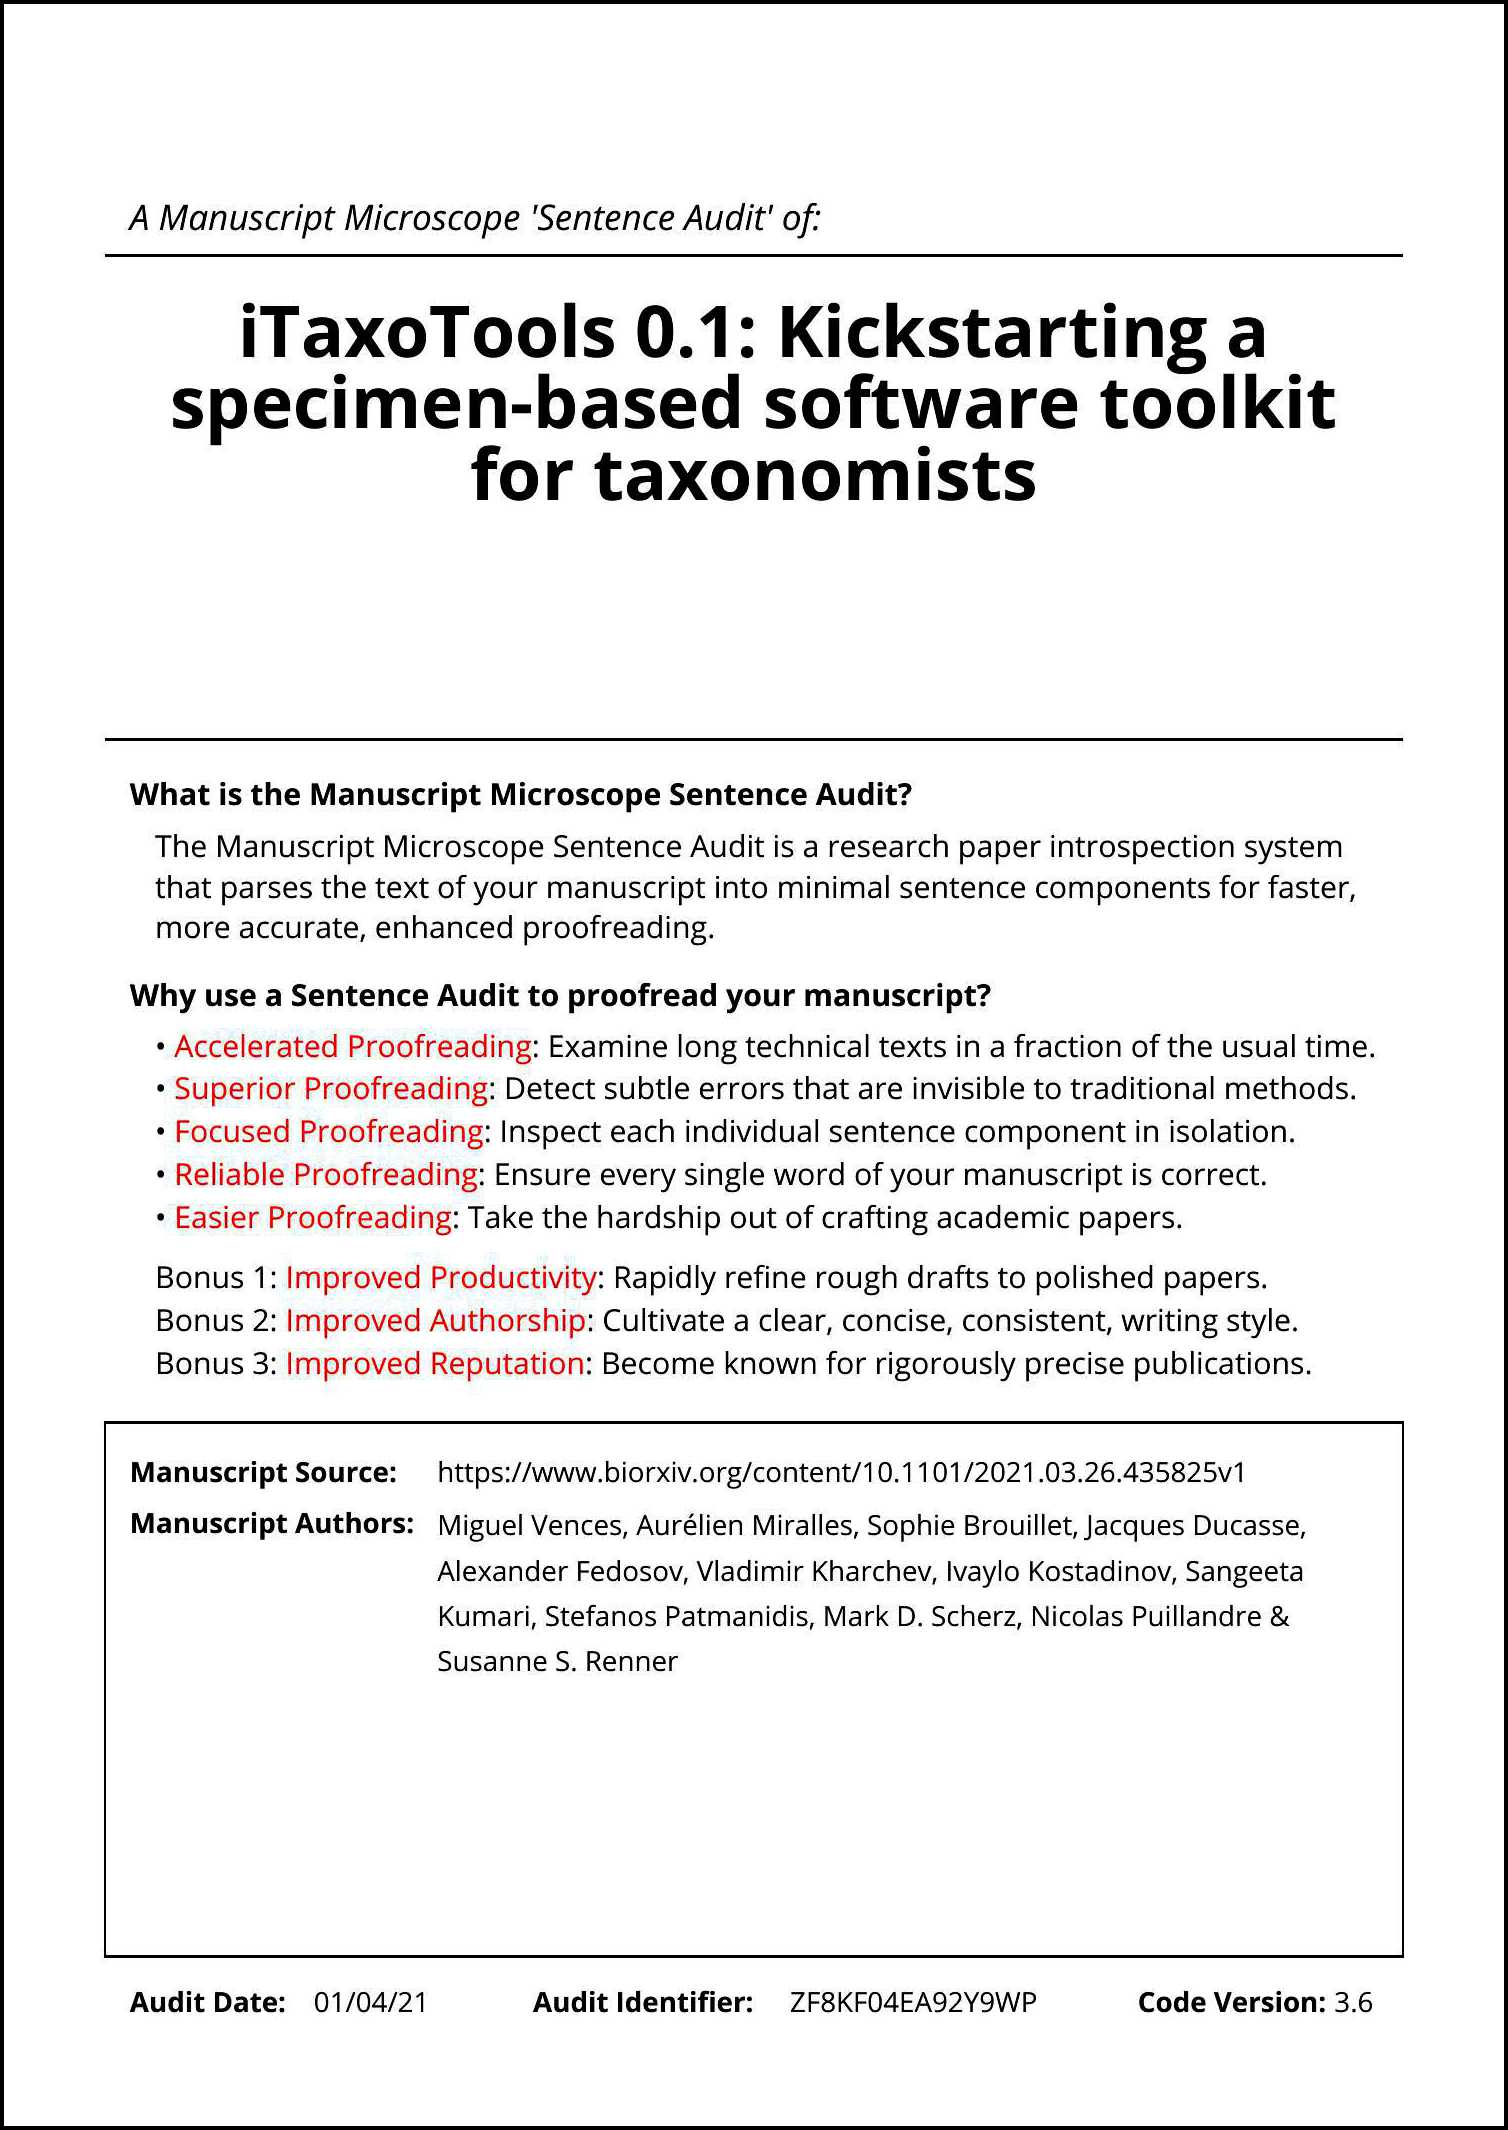 A Manuscript Microscope 'Sentence Audit' of:
iTaxoTools 0.1: Kickstarting a
specimen-based software toolkit
for taxonomists
What is the Manuscript Microscope Sentence Audit?
The Manuscript Microscope Sentence Audit is a research paper introspection system
that parses the text of your manuscript into minimal sentence components for faster,
more accurate, enhanced proofreading.
Why use a Sentence Audit to proofread your manuscript?
• Accelerated Proofreading: Examine long technical texts in a fraction of the usual time.
• Superior Proofreading: Detect subtle errors that are invisible to traditional methods.
• Focused Proofreading: Inspect each individual sentence component in isolation.
• Reliable Proofreading: Ensure every single word of your manuscript is correct.
• Easier Proofreading: Take the hardship out of crafting academic papers.
Bonus 1: Improved Productivity: Rapidly refine rough drafts to polished papers.
Bonus 2: Improved Authorship: Cultivate a clear, concise, consistent, writing style.
Bonus 3: Improved Reputation: Become known for rigorously precise publications.
Manuscript Source: https://www.biorxiv.org/content/10.1101/2021.03.26.435825v1
Manuscript Authors: Miguel Vences, Aurélien Miralles, Sophie Brouillet, Jacques Ducasse,
Alexander Fedosov, Vladimir Kharchev, Ivaylo Kostadinov, Sangeeta
Kumari, Stefanos Patmanidis, Mark D. Scherz, Nicolas Puillandre &
Susanne S. Renner
Audit Date: 01/04/21 Audit Identifier: ZF8KF04EA92Y9WP Code Version: 3.6